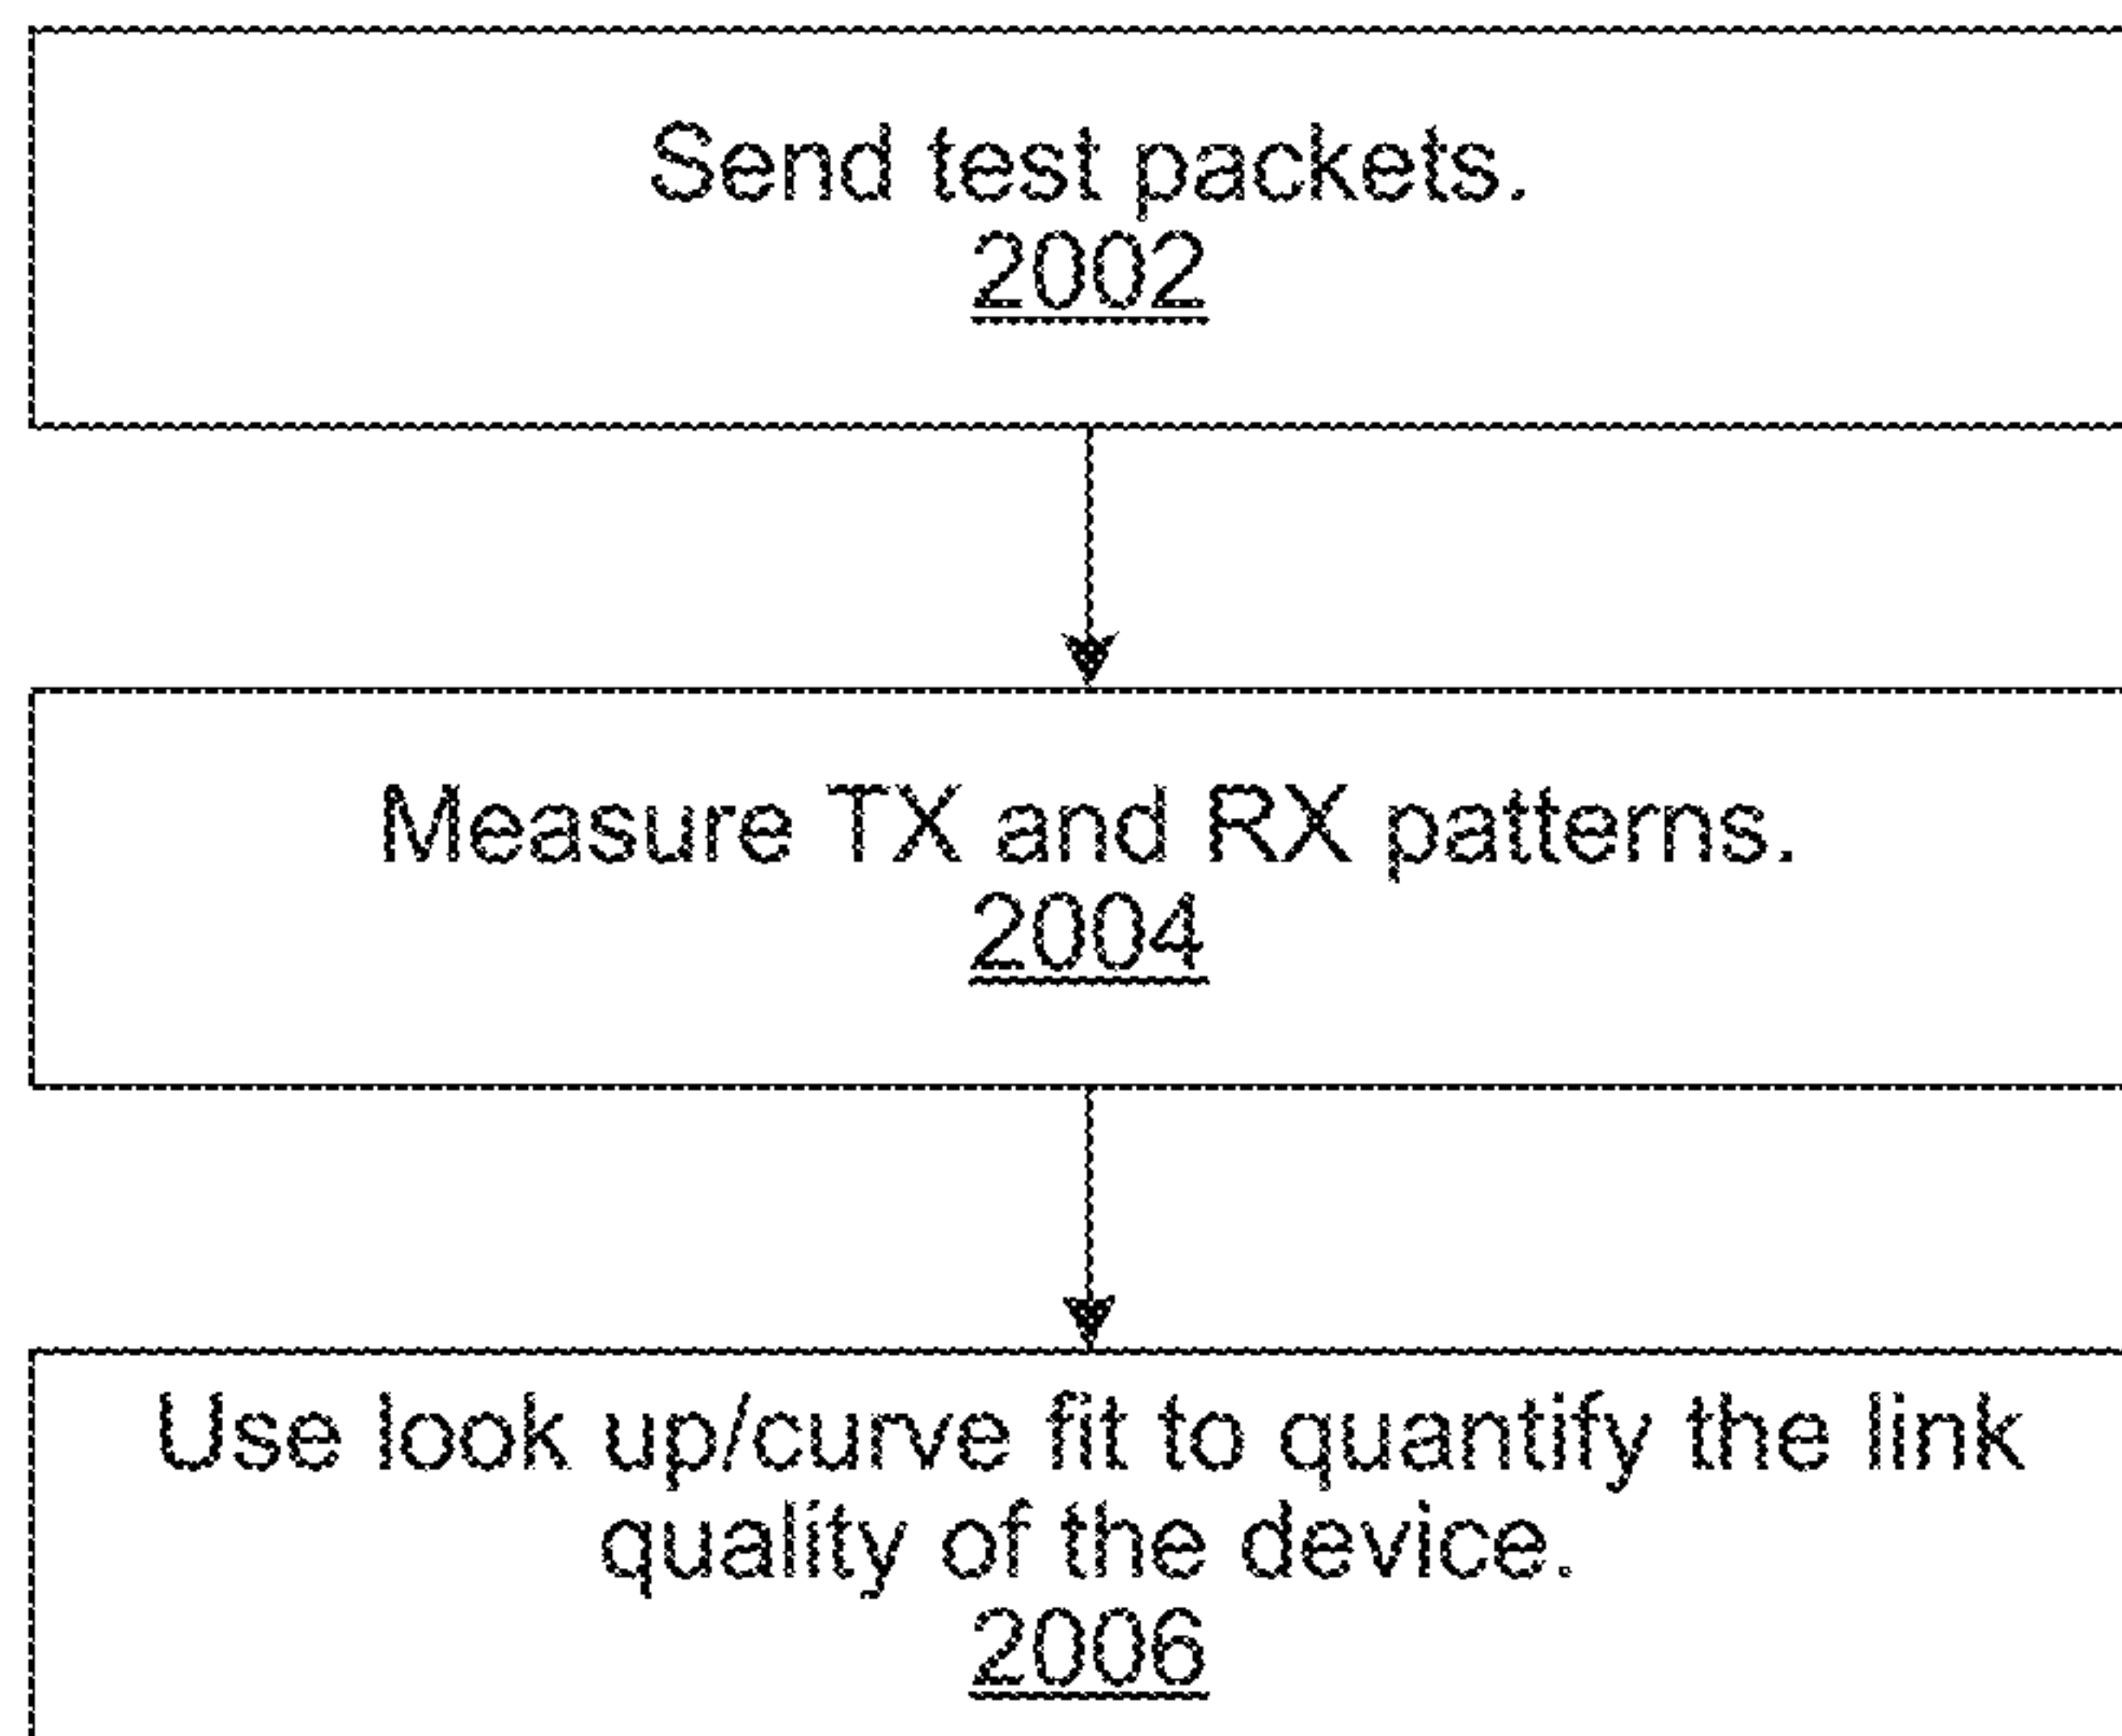 Send test packets.
2002
Measure TX and RX patterns.
2004
Use look up/curve fit to quantify the link
quality of the device.
2006